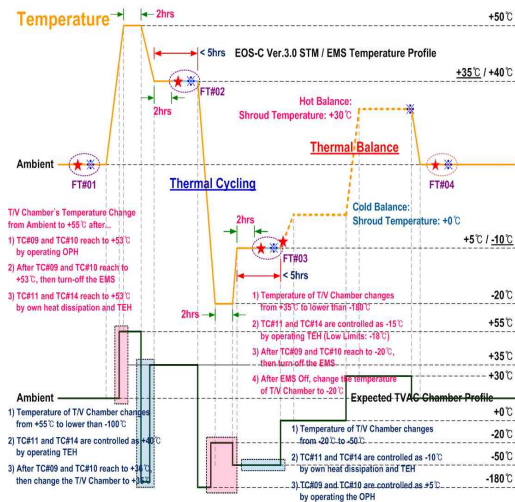 Temperature
2hrs
+50℃
< 5hrs
EOS-C Ver.3.0 STM / EMS Temperature Profile
+35℃ / +40℃
FT#02
2hrs
Hot Balance:
Shroud Temperature: +30℃
Thermal Balance
Ambient
FT#01
Thermal Cycling
FT#04
T/V Chamber's Temperature Change
from Ambient to +55℃ after...
1) TC#09 and TC#10 reach to +53℃
by operating OPH
2) After TC#09 and TC#10 reach to
+53℃, then turn-off the EMS
3) TC#11 and TC#14 reach to +53℃
by own heat dissipation and TEH
Cold Balance:
Shroud Temperature: +0℃
2hrs
+5℃ / -10℃
FT#03
< 5hrs
-20℃
2hrs
1) Temperature of T/V Chamber changes
from +35℃ to lower than -180℃
2) TC#11 and TC#14 are controlled as -15℃
by operating TEH (Low Limits: -18℃)
3) After TC#09 and TC#10 reach to -20℃,
then turn-off the EMS
4) After EMS Off, change the temperature
of T/V Chamber to -20℃
+55℃
+35℃
+30℃
Ambient
Expected TVAC Chamber Profile
+0℃
-20℃
-50℃
-180℃
1) Temperature of T/V Chamber changes
from +55℃ to lower than -100℃
2) TC#11 and TC#14 are controlled as +40℃
by operating TEH
3) After TC#09 and TC#10 reach to +36℃,
then change the T/V Chamber to +35℃
1) Temperature of T/V Chamber changes
from -20℃ to -50℃
2) TC#11 and TC#14 are controlled as -10℃
by own heat dissipation and TEH
3) TC#09 and TC#10 are controlled as +5℃
by operating the OPH